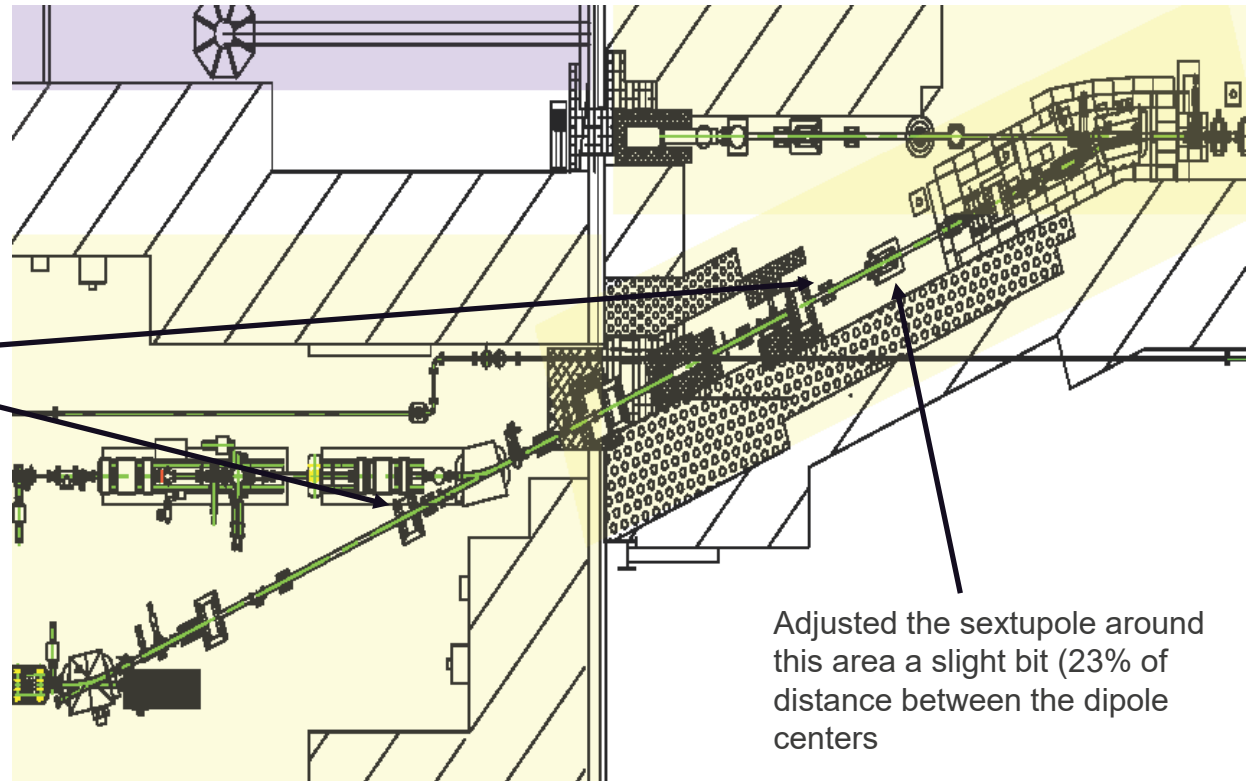 Adjusted the sextupole around
this area a slight bit (23% of
distance between the dipole
centers